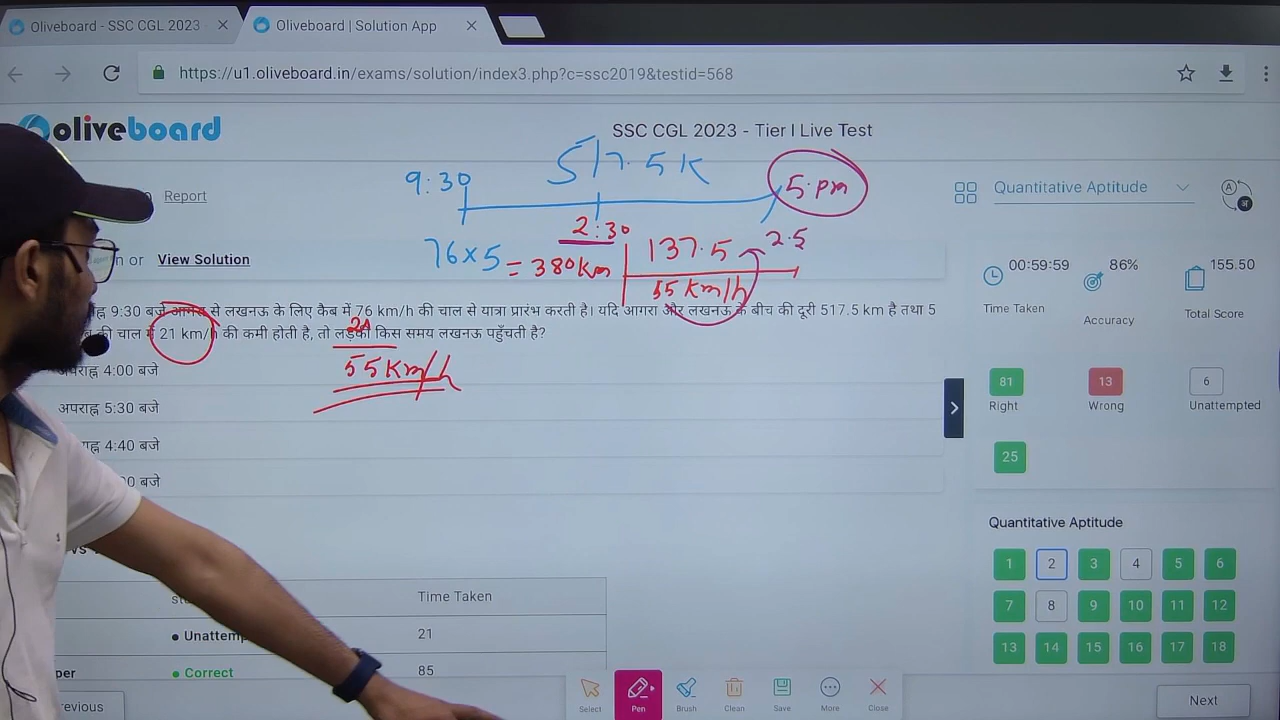 Oliveboard - SSC CGL 2023
Oliveboard | Solution App
https://u1.oliveboard.in/exams/solution/index3.php?c=ssc2019&testid=568
oliveboard
SSC CGL 2023 - Tier I Live Test
9:30
517.5 K
5.pm
Report
Quantitative Aptitude
2:30
76×5 = 380km
137.5
2.5
55 km/h
or View Solution
00:59:59
86%
155.50
Time Taken
Accuracy
Total Score
9:30 बजे आगरा से लखनऊ के लिए कैब में 76 km/h की चाल से यात्रा प्रारंभ करती है। यदि आगरा और लखनऊ के बीच की दूरी 517.5 km है तथा 5
की चाल में 21 km/h की कमी होती है, तो लड़की किस समय लखनऊ पहुँचती है?
21
55 Km/h
अपराह्न 4:00 बजे
अपराह्न 5:30 बजे
4:40 बजे
बजे
81
13
6
Right
Wrong
Unattempted
25
Quantitative Aptitude
1 2 3 4 5 6
7 8 9 10 11 12
13 14 15 16 17 18
Time Taken
21
Correct
85
Select
Pen
Brush
Clean
Save
More
Close
Next